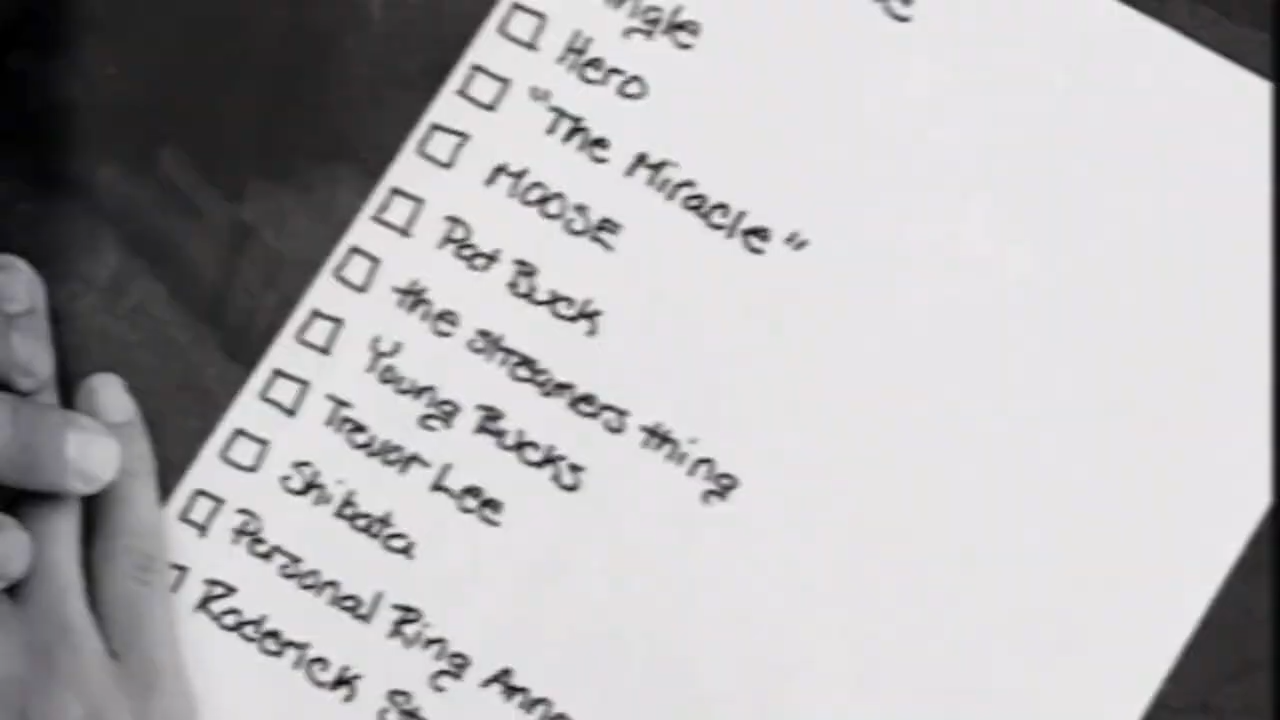 Hero
"The Miracle"
MOOSE
Pat Buck
the streamers thing
Young Bucks
Trevor Lee
Shibata
Personal Ring
Roderick